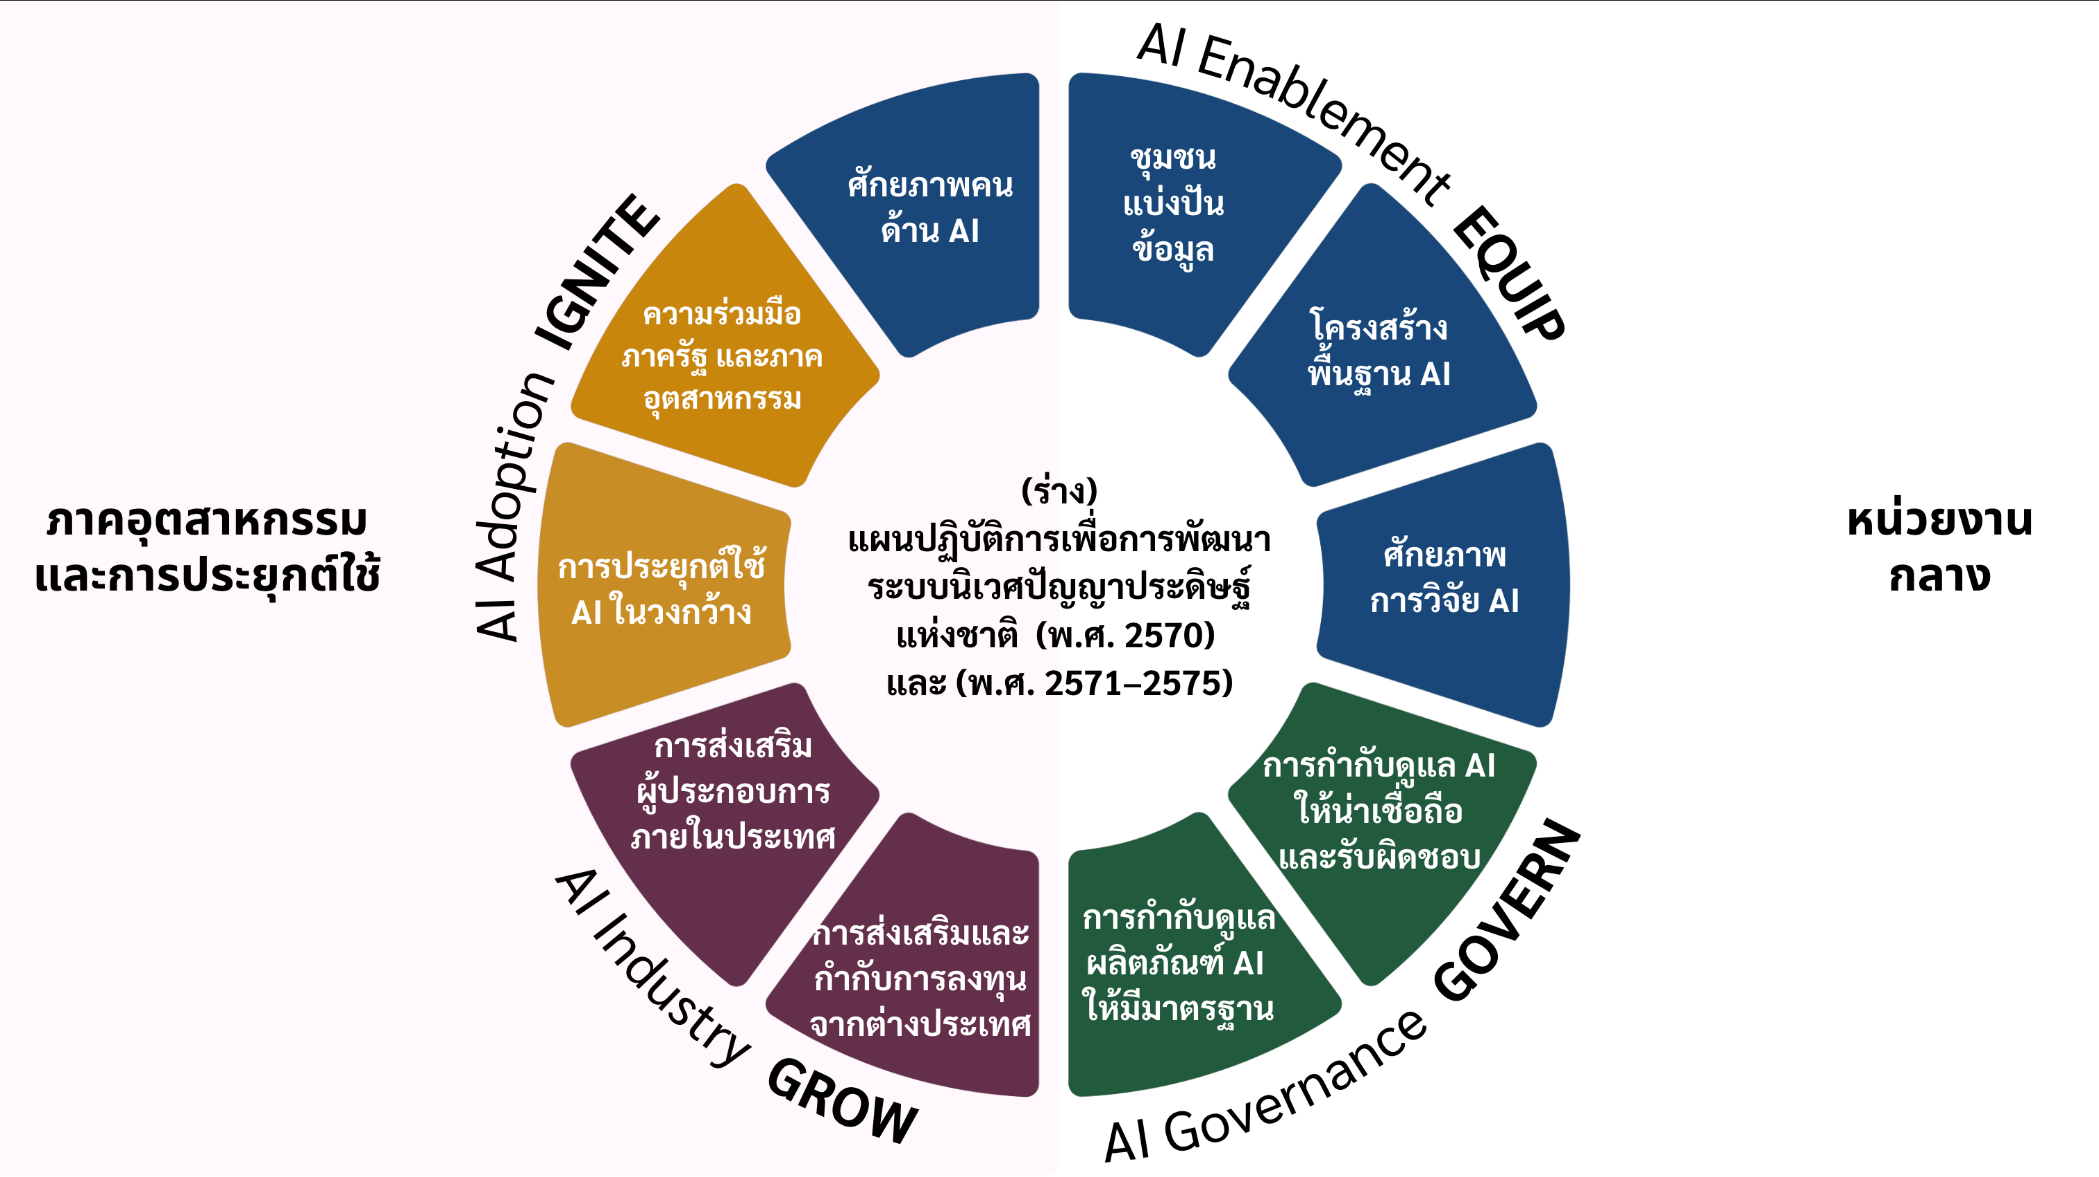 AI Enablement EQUIP
ศักยภาพคน
ด้าน AI
ชุมชน
แบ่งปัน
ข้อมูล
โครงสร้าง
พื้นฐาน AI
ศักยภาพ
การวิจัย AI
AI Adoption IGNITE
ความร่วมมือ
ภาครัฐ และภาค
อุตสาหกรรม
การประยุกต์ใช้
AI ในวงกว้าง
ภาคอุตสาหกรรม
และการประยุกต์ใช้
(ร่าง)
แผนปฏิบัติการเพื่อการพัฒนา
ระบบนิเวศปัญญาประดิษฐ์
แห่งชาติ (พ.ศ. 2570)
และ (พ.ศ. 2571–2575)
หน่วยงาน
กลาง
การส่งเสริม
ผู้ประกอบการ
ภายในประเทศ
การส่งเสริมและ
กำกับการลงทุน
จากต่างประเทศ
AI Industry GROW
การกำกับดูแล AI
ให้น่าเชื่อถือ
และรับผิดชอบ
การกำกับดูแล
ผลิตภัณฑ์ AI
ให้มีมาตรฐาน
AI Governance GOVERN